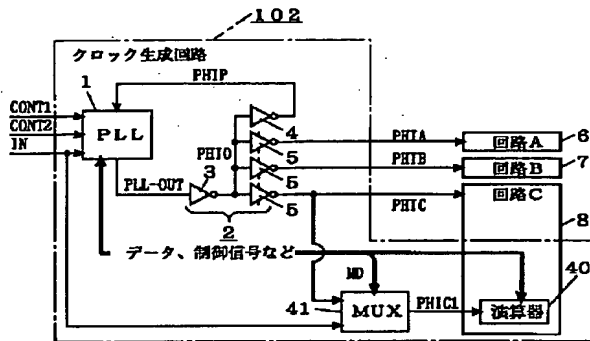 102
クロック生成回路
1
PHIP
CONT1
CONT2
IN
PLL
4
PHIA
回路A
6
PHIO
5
PHIB
回路B
7
3
5
PLL-OUT
5
PHIC
回路C
2
8
データ、制御信号など
MD
40
41
MUX
PHIC1
演算器